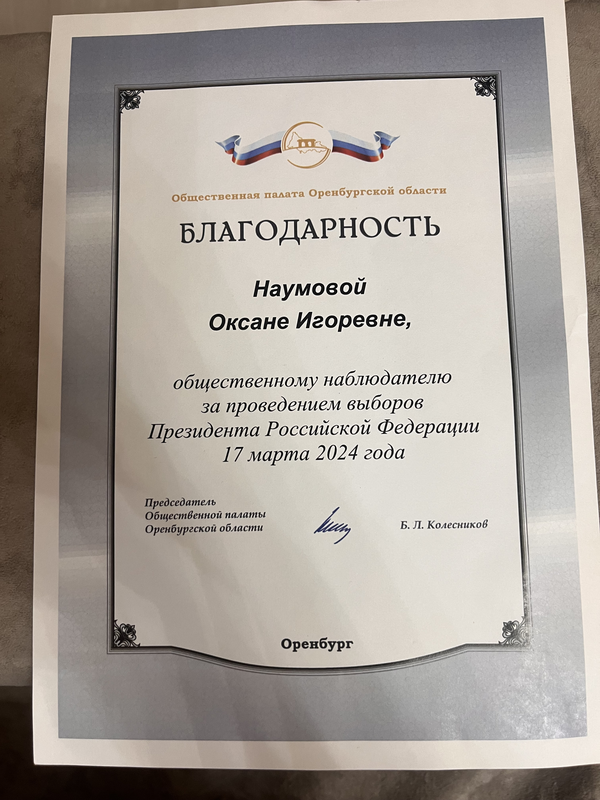 Общественная палата Оренбургской области
БЛАГОДАРНОСТЬ
Наумовой
Оксане Игоревне,
общественному наблюдателю
за проведением выборов
Президента Российской Федерации
17 марта 2024 года
Председатель
Общественной палаты
Оренбургской области
Б. Л. Колесников
Оренбург